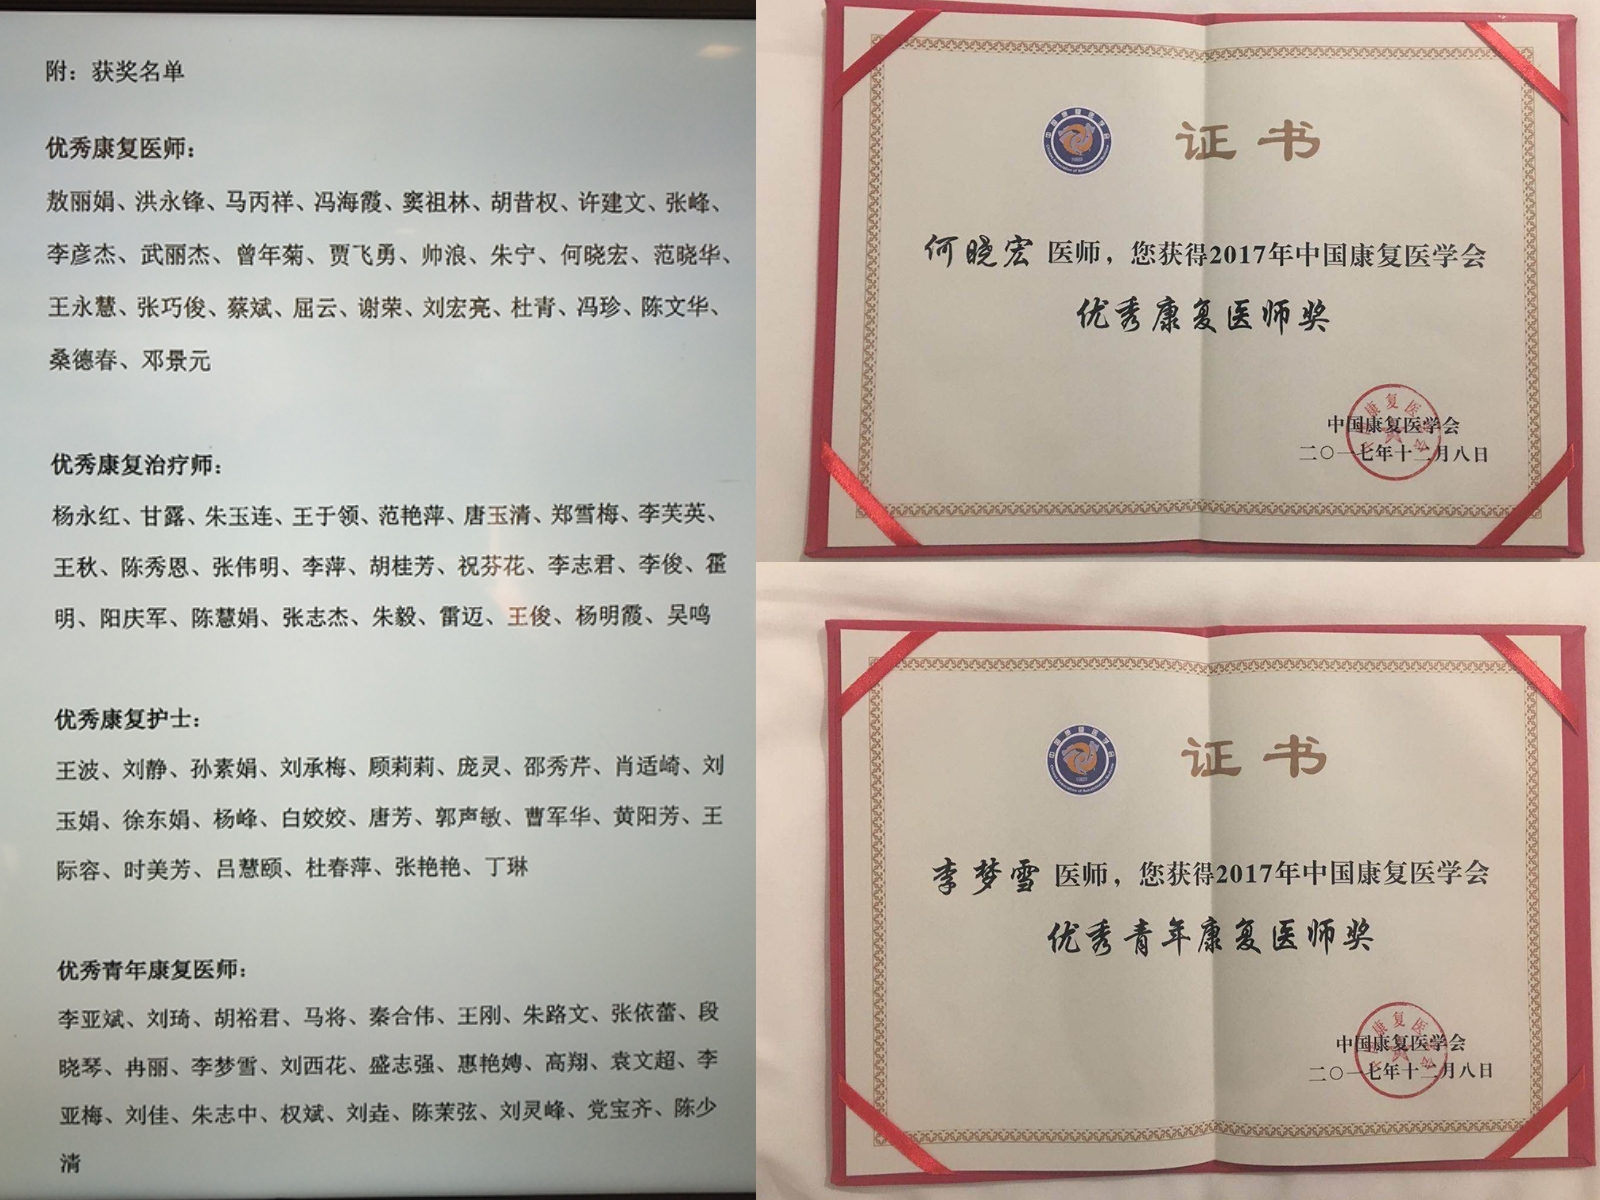 附：获奖名单
优秀康复医师：
敖丽娟、洪永锋、马丙祥、冯海霞、窦祖林、胡昔权、许建文、张峰、
李彦杰、武丽杰、曾年菊、贾飞勇、帅浪、朱宁、何晓宏、范晓华、
王永慧、张巧俊、蔡斌、屈云、谢荣、刘宏亮、杜青、冯珍、陈文华、
桑德春、邓景元
优秀康复治疗师：
杨永红、甘露、朱玉连、王于领、范艳萍、唐玉清、郑雪梅、李芙英、
王秋、陈秀恩、张伟明、李萍、胡桂芳、祝芬花、李志君、李俊、霍
明、阳庆军、陈慧娟、张志杰、朱毅、雷迈、王俊、杨明霞、吴鸣
优秀康复护士：
王波、刘静、孙素娟、刘承梅、顾莉莉、庞灵、邵秀芹、肖适崎、刘
玉娟、徐东娟、杨峰、白姣姣、唐芳、郭声敏、曹军华、黄阳芳、王
际容、时美芳、吕慧颐、杜春萍、张艳艳、丁琳
优秀青年康复医师：
李亚斌、刘琦、胡裕君、马将、秦合伟、王刚、朱路文、张依蕾、段
晓琴、冉丽、李梦雪、刘西花、盛志强、惠艳娉、高翔、袁文超、李
亚梅、刘佳、朱志中、权斌、刘垚、陈茉弦、刘灵峰、党宝齐、陈少
清
证书
何晓宏 医师，您获得2017年中国康复医学会
优秀康复医师奖
中国康复医学会
二〇一七年十二月八日
证书
李梦雪 医师，您获得2017年中国康复医学会
优秀青年康复医师奖
中国康复医学会
二〇一七年十二月八日